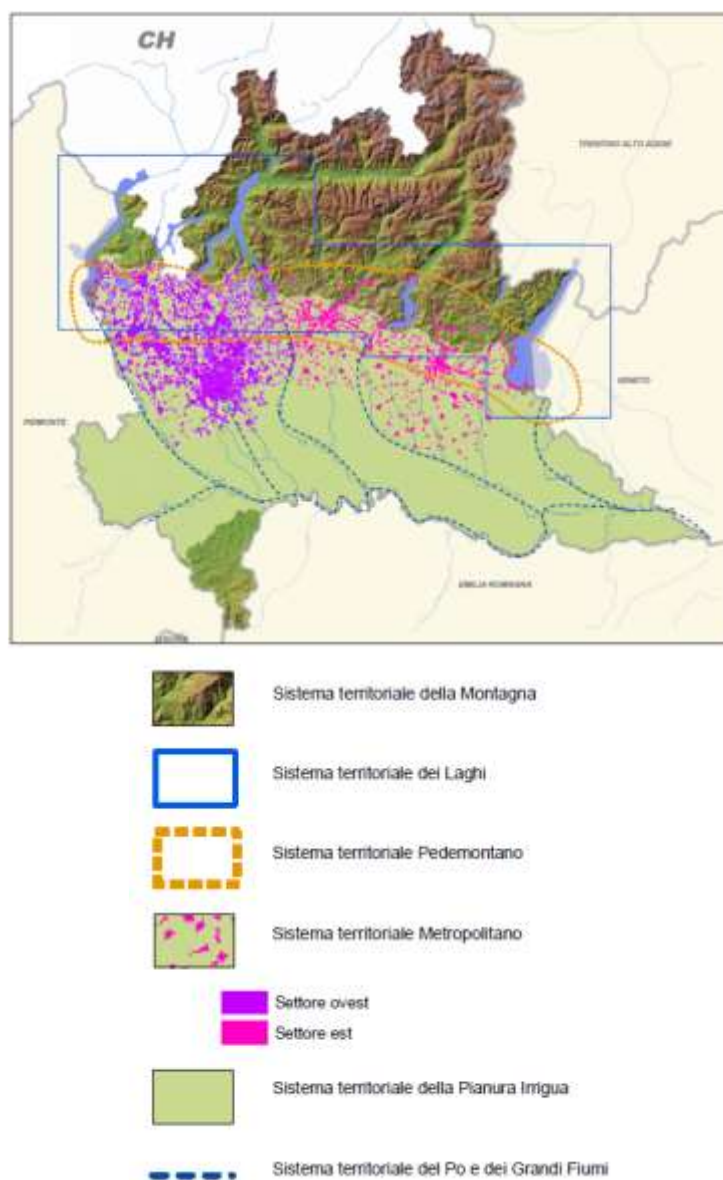 CH
TRENTINO ALTO ADIGE
VENETO
PIEMONTE
EMILIA ROMAGNA
Sistema territoriale della Montagna
Sistema territoriale dei Laghi
Sistema territoriale Pedemontano
Sistema territoriale Metropolitano
Settore ovest
Settore est
Sistema territoriale della Pianura Irrigua
Sistema territoriale del Po e dei Grandi Fiumi